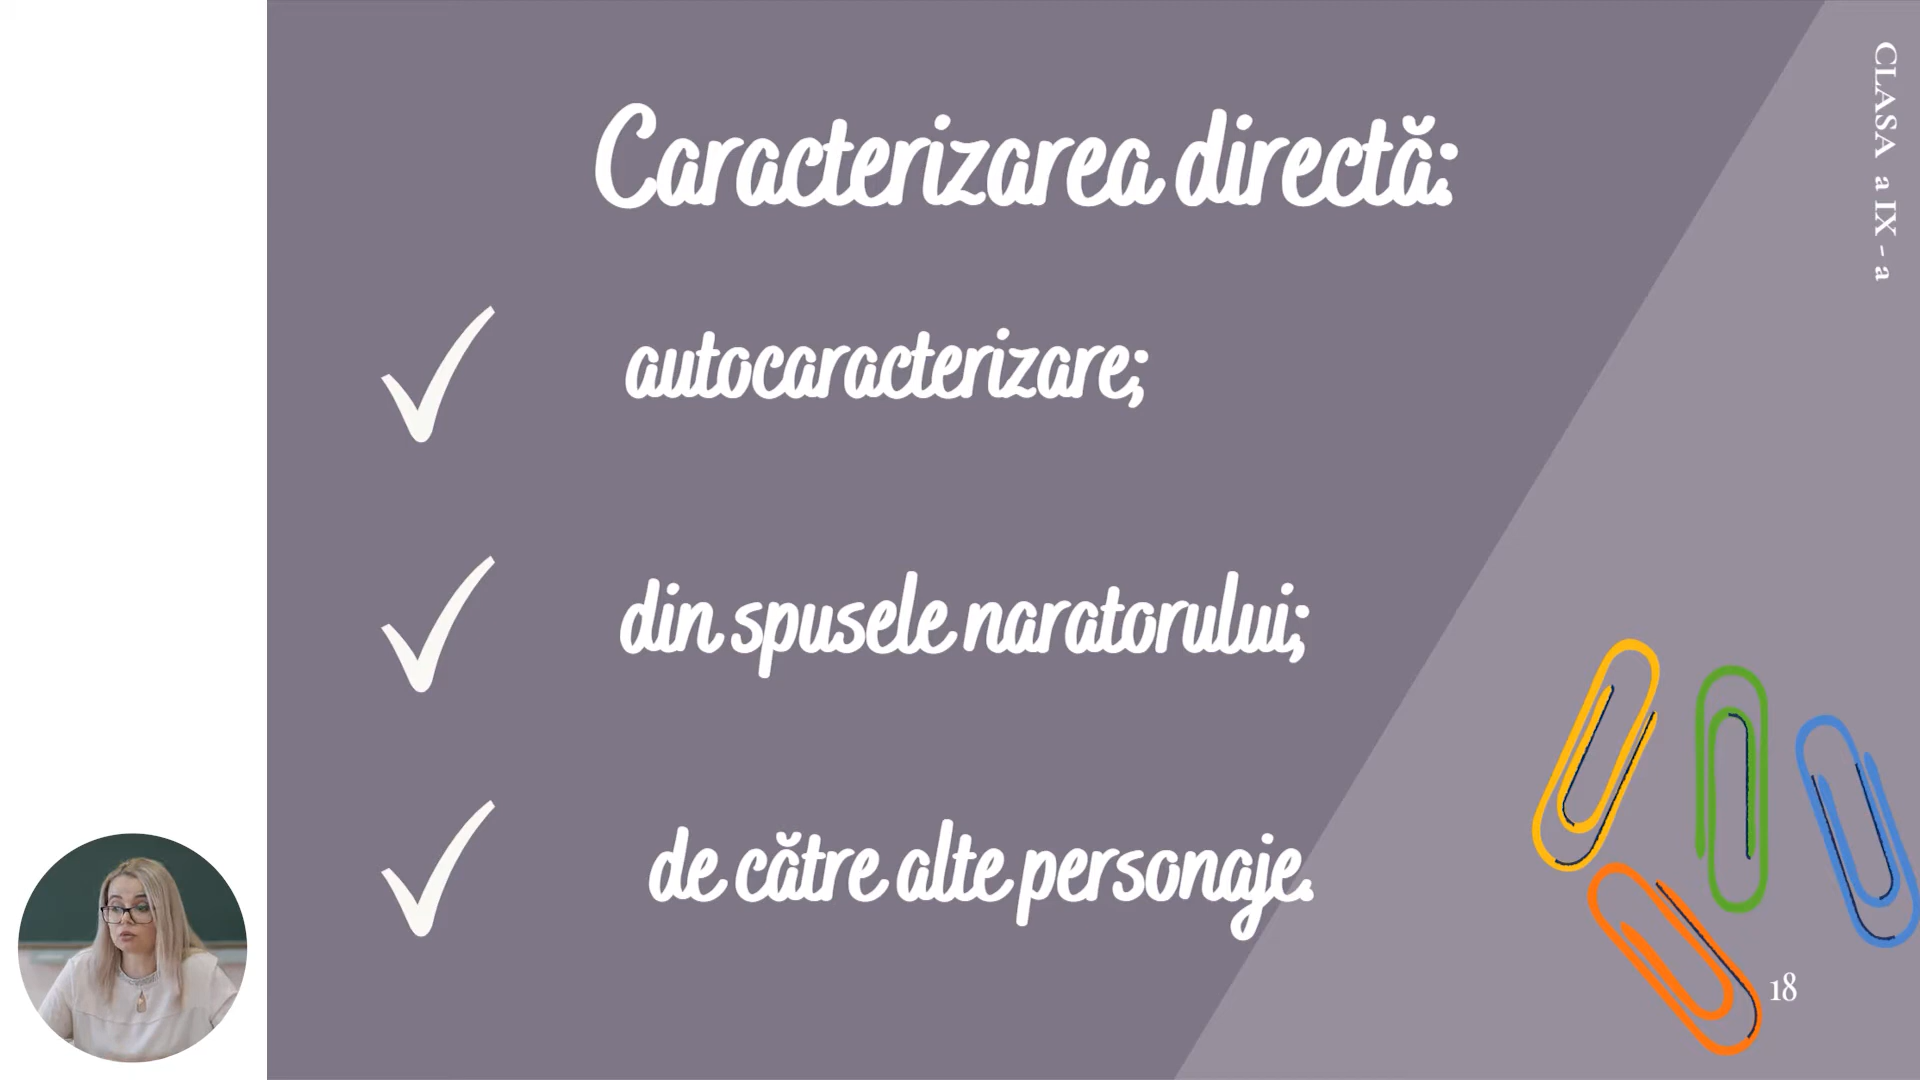 Caracterizarea directă:
autocaracterizare;
din spusele naratorului;
de către alte personaje.
CLASA a IX - a
18